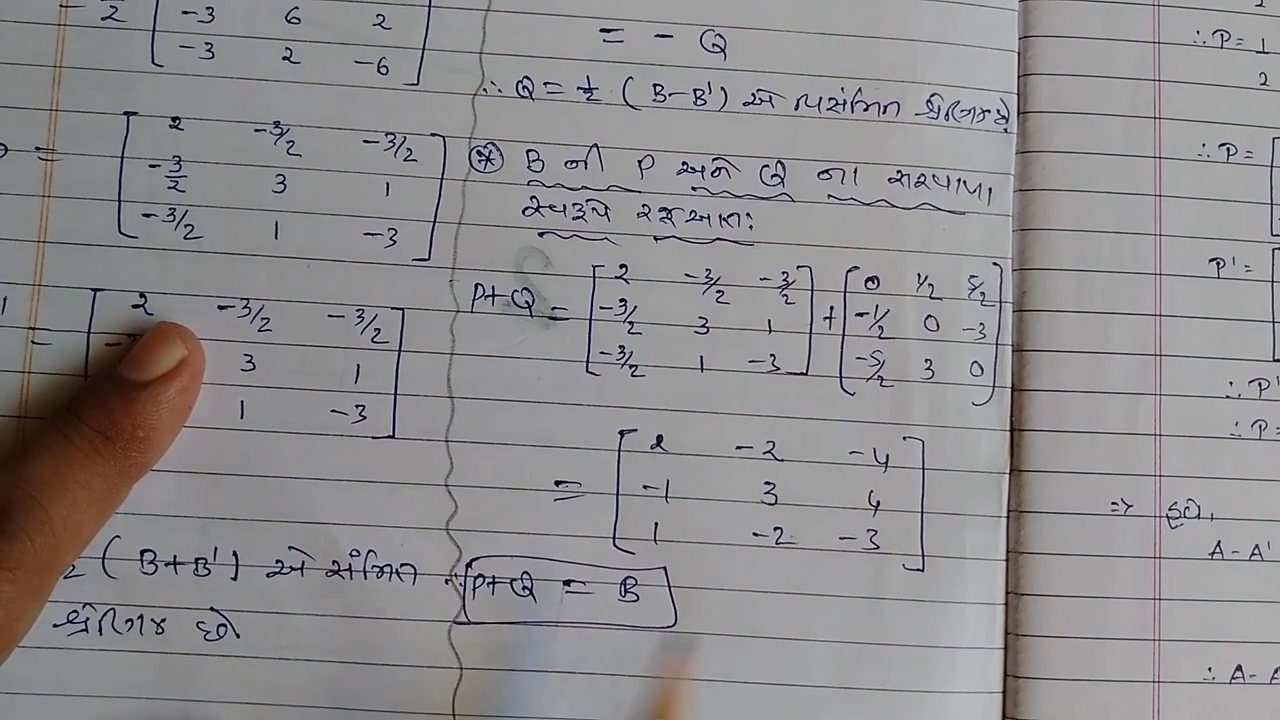 -3 6 2
2
-3 2 -6
= [ 2 -3/2 -3/2
-3/2 3 1
-3/2 1 -3 ]
= [ 2 -3/2 -3/2
3 1
1 -3 ]
(B+B') એ સંમિત
શ્રેણિક છે
= - Q
∴ Q = 1/2 (B-B') એ વિસંમિત શ્રેણિક છે.
* B ની P અને Q ના સરવાળા
સ્વરૂપે રજૂઆત:
P+Q = [ 2 -3/2 -3/2
-3/2 3 1
-3/2 1 -3 ] + [ 0 1/2 5/2
-1/2 0 -3
-5/2 3 0 ]
= [ 2 -2 -4
-1 3 4
1 -2 -3 ]
∴ P+Q = B
∴ P = 1
2
∴ P = [
P' = [
∴ P'
∴ P =
⇒ હવે,
A-A'
∴ A-A